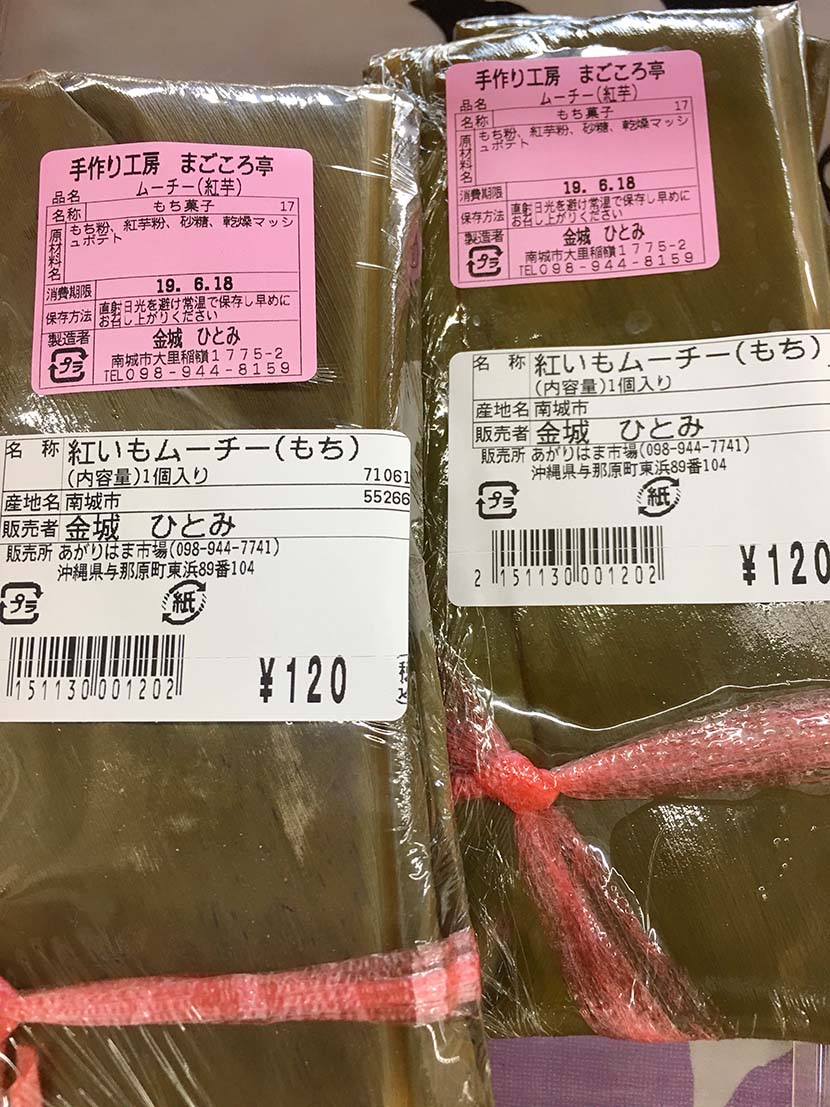 手作り工房 まごころ亭
品名 ムーチー(紅芋)
名称 もち菓子 17
原材料名 もち粉、紅芋粉、砂糖、乾燥マッシ
ュポテト
消費期限 19. 6.18
保存方法 直射日光を避け常温で保存し早めに
お召し上がりください
製造者 金城 ひとみ
プラ 南城市大里稲嶺1775-2
TEL098-944-8159
名称 紅いもムーチー(もち)
(内容量)1個入り 71061
産地名 南城市 55266
販売者 金城 ひとみ
販売所 あがりはま市場(098-944-7741)
沖縄県与那原町東浜89番104
プラ 紙
151130 001202
¥120
手作り工房 まごころ亭
品名 ムーチー(紅芋)
名称 もち菓子 17
原材料名 もち粉、紅芋粉、砂糖、乾燥マッシ
ュポテト
消費期限 19. 6.18
保存方法 直射日光を避け常温で保存し早めに
お召し上がりください
製造者 金城 ひとみ
プラ 南城市大里稲嶺1775-2
TEL098-944-8159
名称 紅いもムーチー(もち)
(内容量)1個入り
産地名 南城市
販売者 金城 ひとみ
販売所 あがりはま市場(098-944-7741)
沖縄県与那原町東浜89番104
プラ 紙
2 151130 001202
¥120